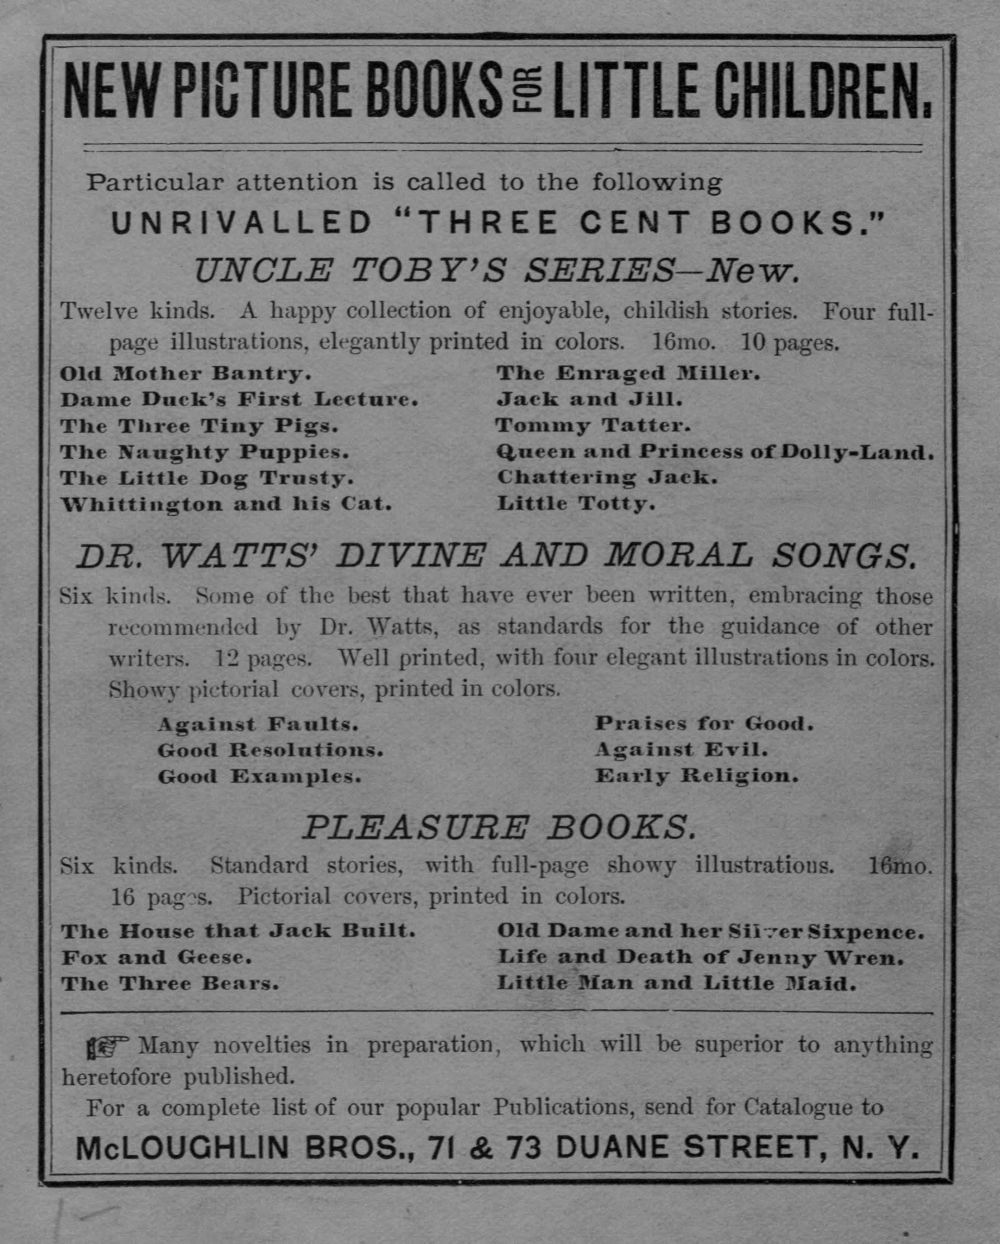 NEW PICTURE BOOKS FOR LITTLE CHILDREN.
Particular attention is called to the following
UNRIVALLED "THREE CENT BOOKS."
UNCLE TOBY'S SERIES—New.
Twelve kinds. A happy collection of enjoyable, childish stories. Four full-
page illustrations, elegantly printed in colors. 16mo. 10 pages.
Old Mother Bantry.
Dame Duck's First Lecture.
The Three Tiny Pigs.
The Naughty Puppies.
The Little Dog Trusty.
Whittington and his Cat.
The Enraged Miller.
Jack and Jill.
Tommy Tatter.
Queen and Princess of Dolly-Land.
Chattering Jack.
Little Totty.
DR. WATTS' DIVINE AND MORAL SONGS.
Six kinds. Some of the best that have ever been written, embracing those
recommended by Dr. Watts, as standards for the guidance of other
writers. 12 pages. Well printed, with four elegant illustrations in colors.
Showy pictorial covers, printed in colors.
Against Faults.
Good Resolutions.
Good Examples.
Praises for Good.
Against Evil.
Early Religion.
PLEASURE BOOKS.
Six kinds. Standard stories, with full-page showy illustrations. 16mo.
16 pages. Pictorial covers, printed in colors.
The House that Jack Built.
Fox and Geese.
The Three Bears.
Old Dame and her Silver Sixpence.
Life and Death of Jenny Wren.
Little Man and Little Maid.
☞ Many novelties in preparation, which will be superior to anything
heretofore published.
For a complete list of our popular Publications, send for Catalogue to
McLOUGHLIN BROS., 71 & 73 DUANE STREET, N. Y.